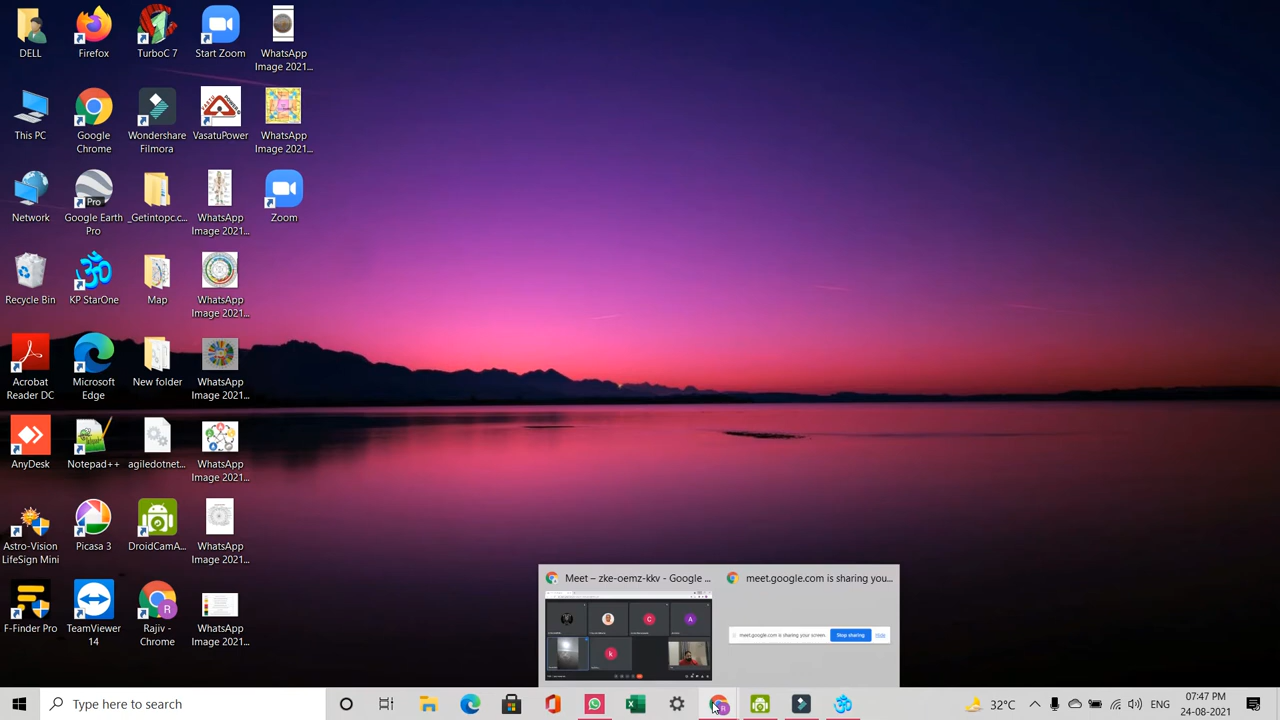 DELL
Firefox
TurboC 7
Start Zoom
WhatsApp
Image 2021...
This PC
Google
Chrome
Wondershare
Filmora
VasatuPower
WhatsApp
Image 2021...
Network
Pro
Google Earth
Pro
_Getintopc.c...
WhatsApp
Image 2021...
Zoom
Recycle Bin
KP StarOne
Map
WhatsApp
Image 2021...
Acrobat
Reader DC
Microsoft
Edge
New folder
WhatsApp
Image 2021...
AnyDesk
Notepad++
agiledotnet...
WhatsApp
Image 2021...
Astro-Vision
LifeSign Mini
Picasa 3
DroidCamA...
WhatsApp
Image 2021...
F-Finder Pro
TeamViewer
14
R
Rajiv -
Chrome
WhatsApp
Image 2021...
Meet – zke-oemz-kkv - Google ...
meet.google.com is sharing you...
C
A
k
meet.google.com is sharing your screen.
Stop sharing
Hide
Type here to search
32°C
ENG
24-08-2021